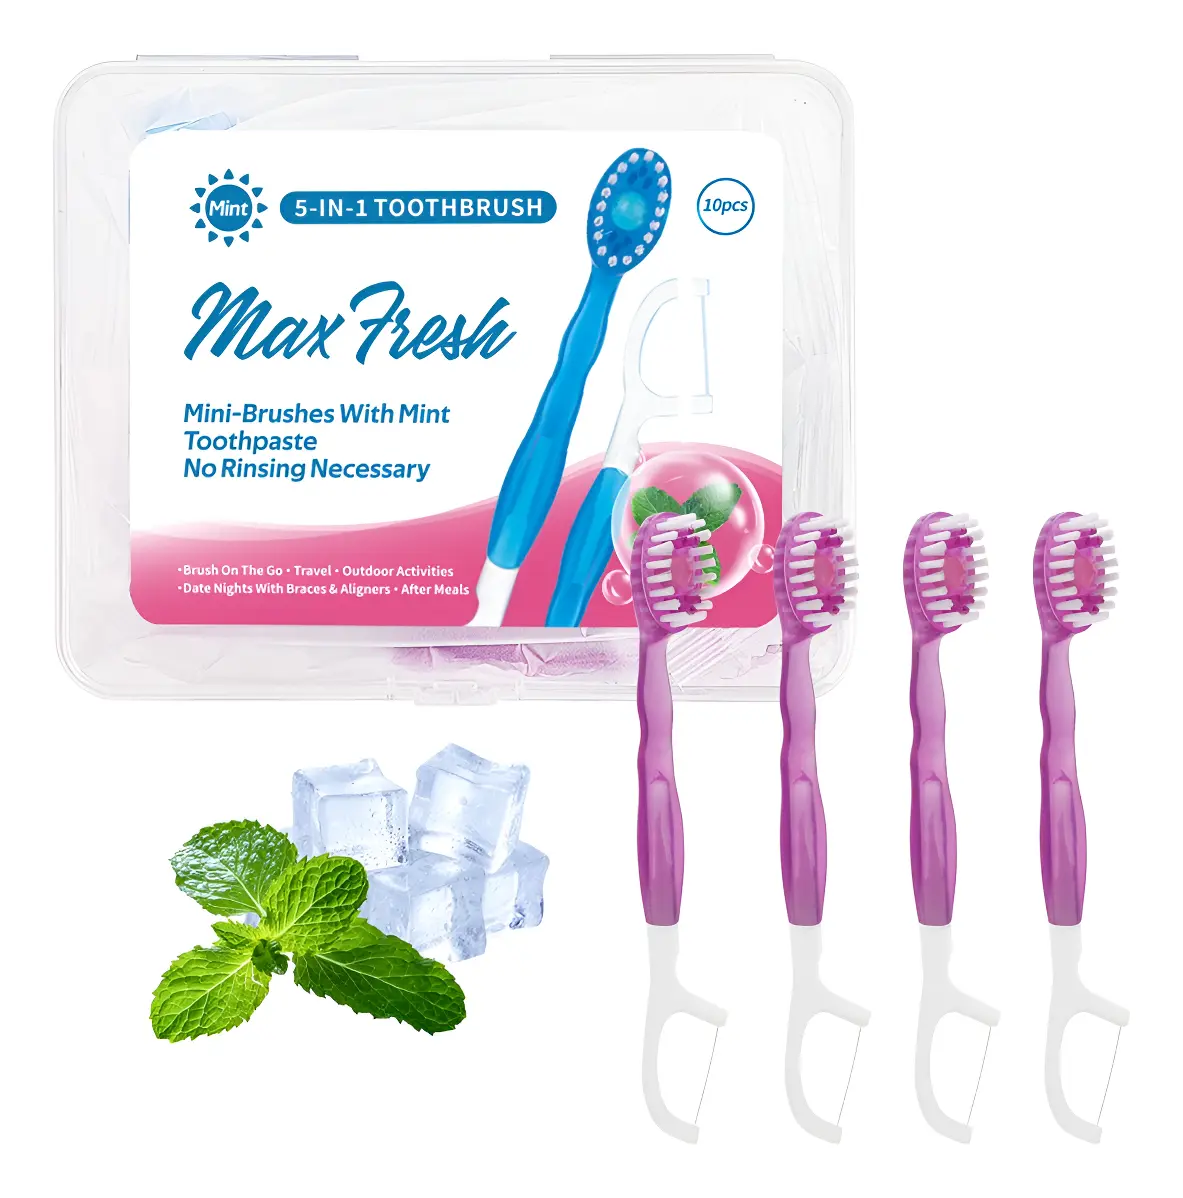 Mint
5-IN-1 TOOTHBRUSH
10pcs
Max Fresh
Mini-Brushes With Mint
Toothpaste
No Rinsing Necessary
•Brush On The Go • Travel • Outdoor Activities
•Date Nights With Braces & Aligners • After Meals